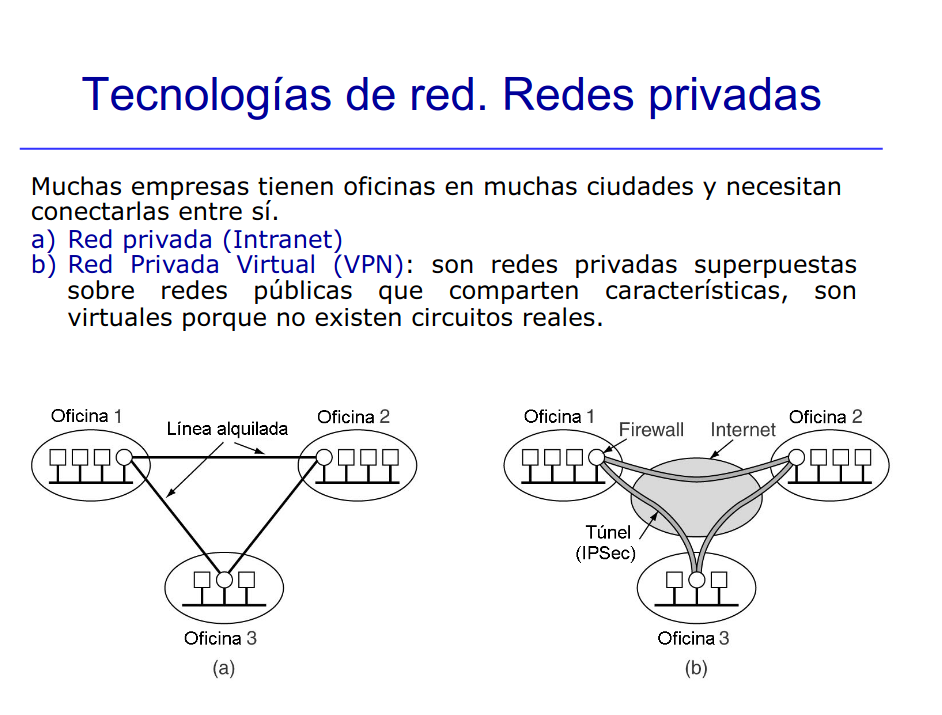 Tecnologías de red. Redes privadas
Muchas empresas tienen oficinas en muchas ciudades y necesitan
conectarlas entre sí.
a) Red privada (Intranet)
b) Red Privada Virtual (VPN): son redes privadas superpuestas
sobre redes públicas que comparten características, son
virtuales porque no existen circuitos reales.
Oficina 1
Línea alquilada
Oficina 2
Oficina 3
(a)
Oficina 1
Firewall
Internet
Oficina 2
Túnel
(IPSec)
Oficina 3
(b)